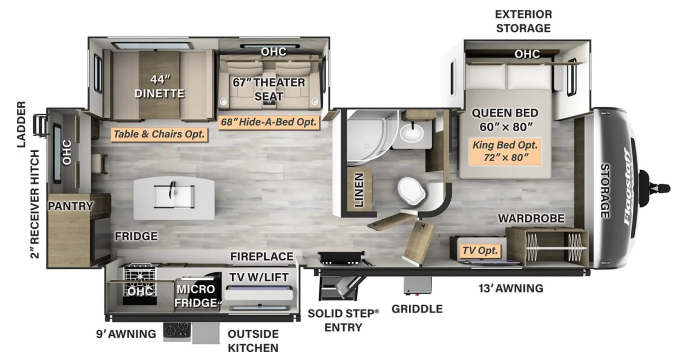 EXTERIOR
STORAGE
OHC
OHC
44"
DINETTE
67" THEATER
SEAT
QUEEN BED
60" × 80"
King Bed Opt.
72" × 80"
Table & Chairs Opt.
68" Hide-A-Bed Opt.
LADDER
2" RECEIVER HITCH
OHC
PANTRY
LINEN
STORAGE
Flagstaff
FRIDGE
WARDROBE
FIREPLACE
TV Opt.
TV W/LIFT
OHC
MICRO
FRIDGE
13' AWNING
SOLID STEP®
ENTRY
GRIDDLE
9' AWNING
OUTSIDE
KITCHEN